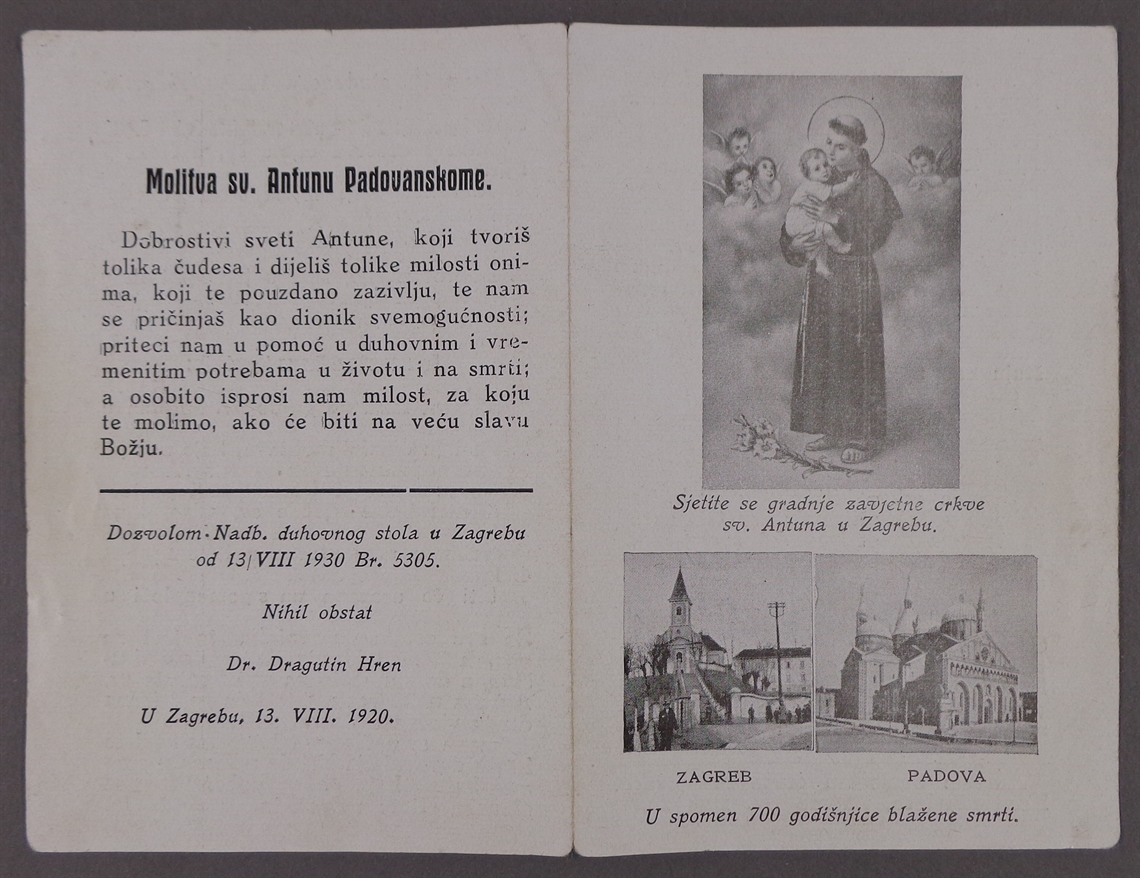 Molitva sv. Antunu Padovanskome.
Dobrostivi sveti Antune, koji tvoriš
tolika čudesa i dijeliš tolike milosti oni-
ma, koji te pouzdano zazivlju, te nam
se pričinjaš kao dionik svemogućnosti;
priteci nam u pomoć u duhovnim i vre-
menitim potrebama u životu i na smrti;
a osobito isprosi nam milost, za koju
te molimo, ako će biti na veću slavu
Božju.
Dozvolom Nadb. duhovnog stola u Zagrebu
od 13/VIII 1930 Br. 5305.
Nihil obstat
Dr. Dragutin Hren
U Zagrebu, 13. VIII. 1920.
Sjetite se gradnje zavjetne crkve
sv. Antuna u Zagrebu.
ZAGREB PADOVA
U spomen 700 godišnjice blažene smrti.